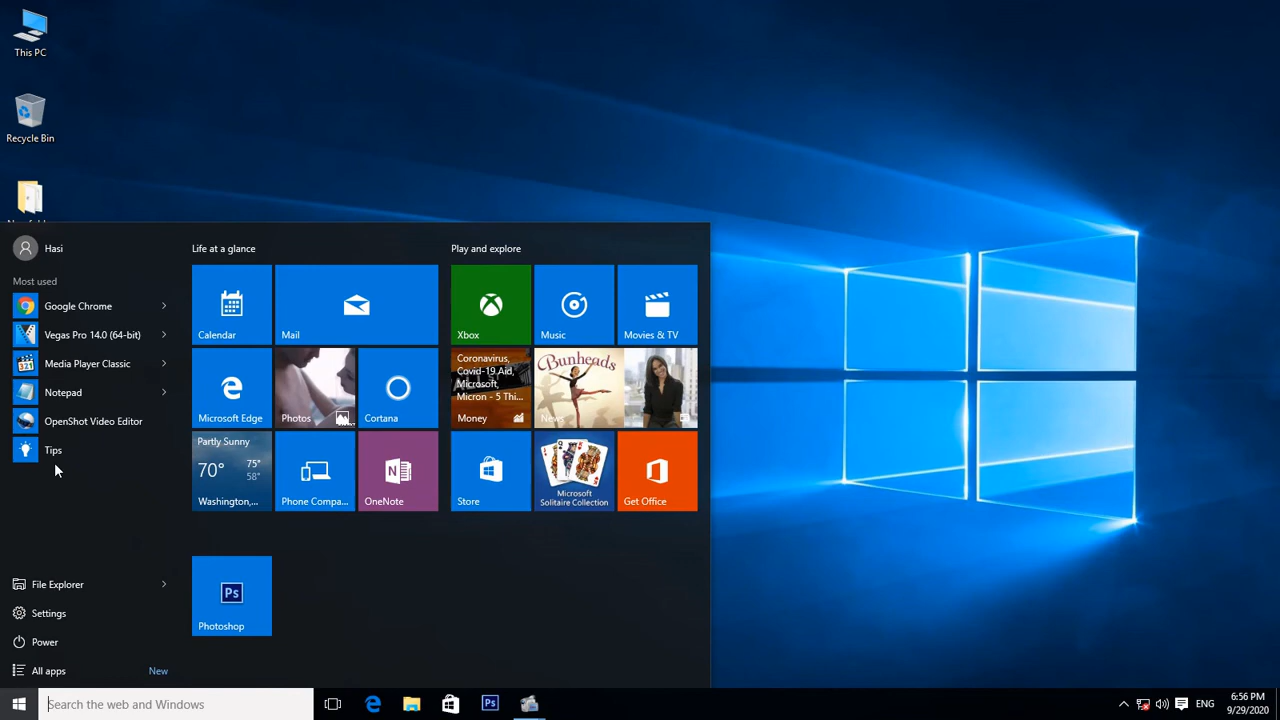 This PC
Recycle Bin
Hasi
Most used
Google Chrome
Vegas Pro 14.0 (64-bit)
Media Player Classic
Notepad
OpenShot Video Editor
Tips
File Explorer
Settings
Power
All apps
New
Life at a glance
Calendar
Mail
Microsoft Edge
Photos
Cortana
Partly Sunny
70°
75°
58°
Washington,...
Phone Compa...
OneNote
Ps
Photoshop
Play and explore
Xbox
Music
Movies & TV
Coronavirus,
Covid-19 Aid,
Microsoft,
Micron - 5 Thi...
Money
Bunheads
News
Store
Microsoft
Solitaire Collection
Get Office
Search the web and Windows
Ps
ENG
6:56 PM
9/29/2020